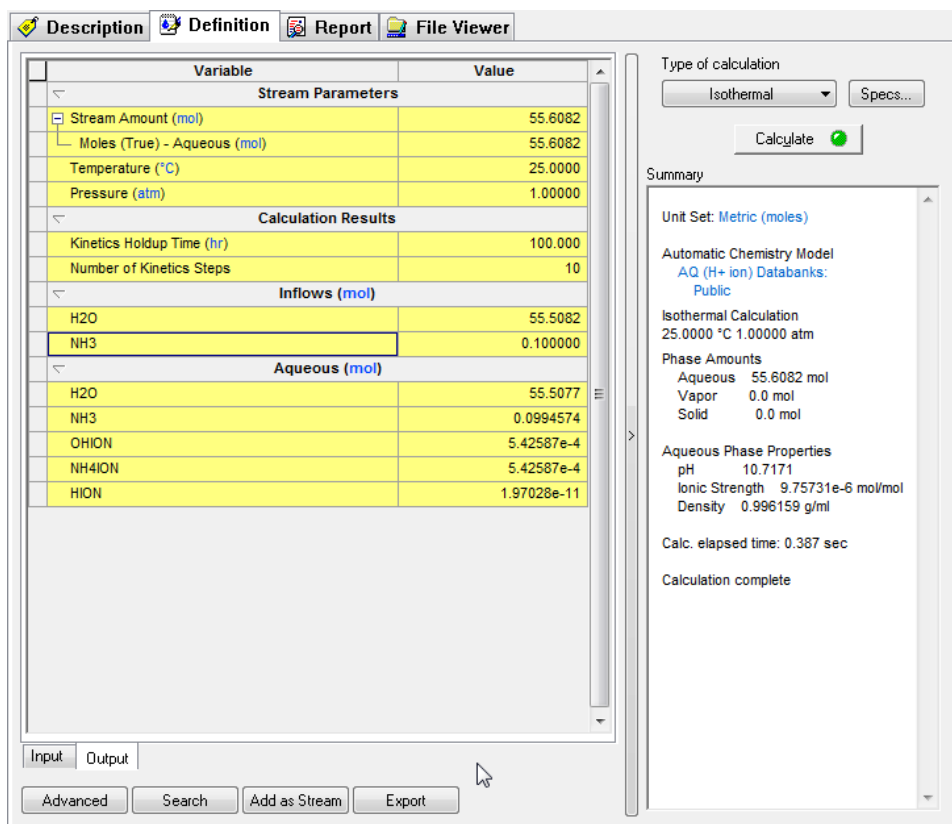 Description Definition Report File Viewer
Variable Value
Stream Parameters
Stream Amount (mol) 55.6082
Moles (True) - Aqueous (mol) 55.6082
Temperature (°C) 25.0000
Pressure (atm) 1.00000
Calculation Results
Kinetics Holdup Time (hr) 100.000
Number of Kinetics Steps 10
Inflows (mol)
H2O 55.5082
NH3 0.100000
Aqueous (mol)
H2O 55.5077
NH3 0.0994574
OHION 5.42587e-4
NH4ION 5.42587e-4
HION 1.97028e-11
Input Output
Advanced Search Add as Stream Export
Type of calculation
Isothermal Specs...
Calculate
Summary
Unit Set: Metric (moles)
Automatic Chemistry Model
AQ (H+ ion) Databanks:
Public
Isothermal Calculation
25.0000 °C 1.00000 atm
Phase Amounts
Aqueous 55.6082 mol
Vapor 0.0 mol
Solid 0.0 mol
Aqueous Phase Properties
pH 10.7171
Ionic Strength 9.75731e-6 mol/mol
Density 0.996159 g/ml
Calc. elapsed time: 0.387 sec
Calculation complete